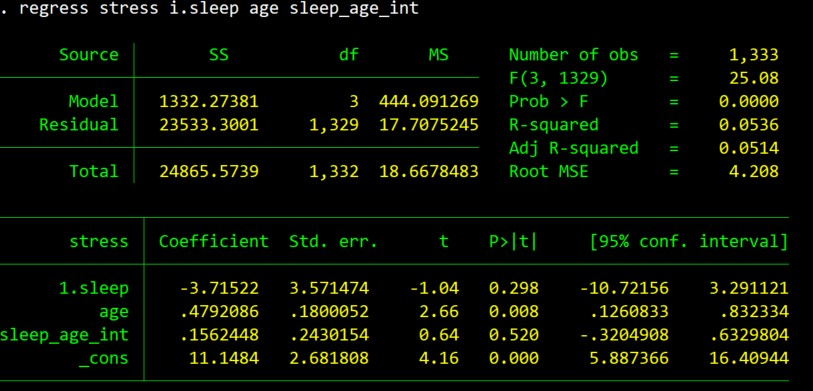 . regress stress i.sleep age sleep_age_int
Source SS df MS Number of obs = 1,333
F(3, 1329) = 25.08
Model 1332.27381 3 444.091269 Prob > F = 0.0000
Residual 23533.3001 1,329 17.7075245 R-squared = 0.0536
Adj R-squared = 0.0514
Total 24865.5739 1,332 18.6678483 Root MSE = 4.208
stress Coefficient Std. err. t P>|t| [95% conf. interval]
1.sleep -3.71522 3.571474 -1.04 0.298 -10.72156 3.291121
age .4792086 .1800052 2.66 0.008 .1260833 .832334
sleep_age_int .1562448 .2430154 0.64 0.520 -.3204908 .6329804
_cons 11.1484 2.681808 4.16 0.000 5.887366 16.40944